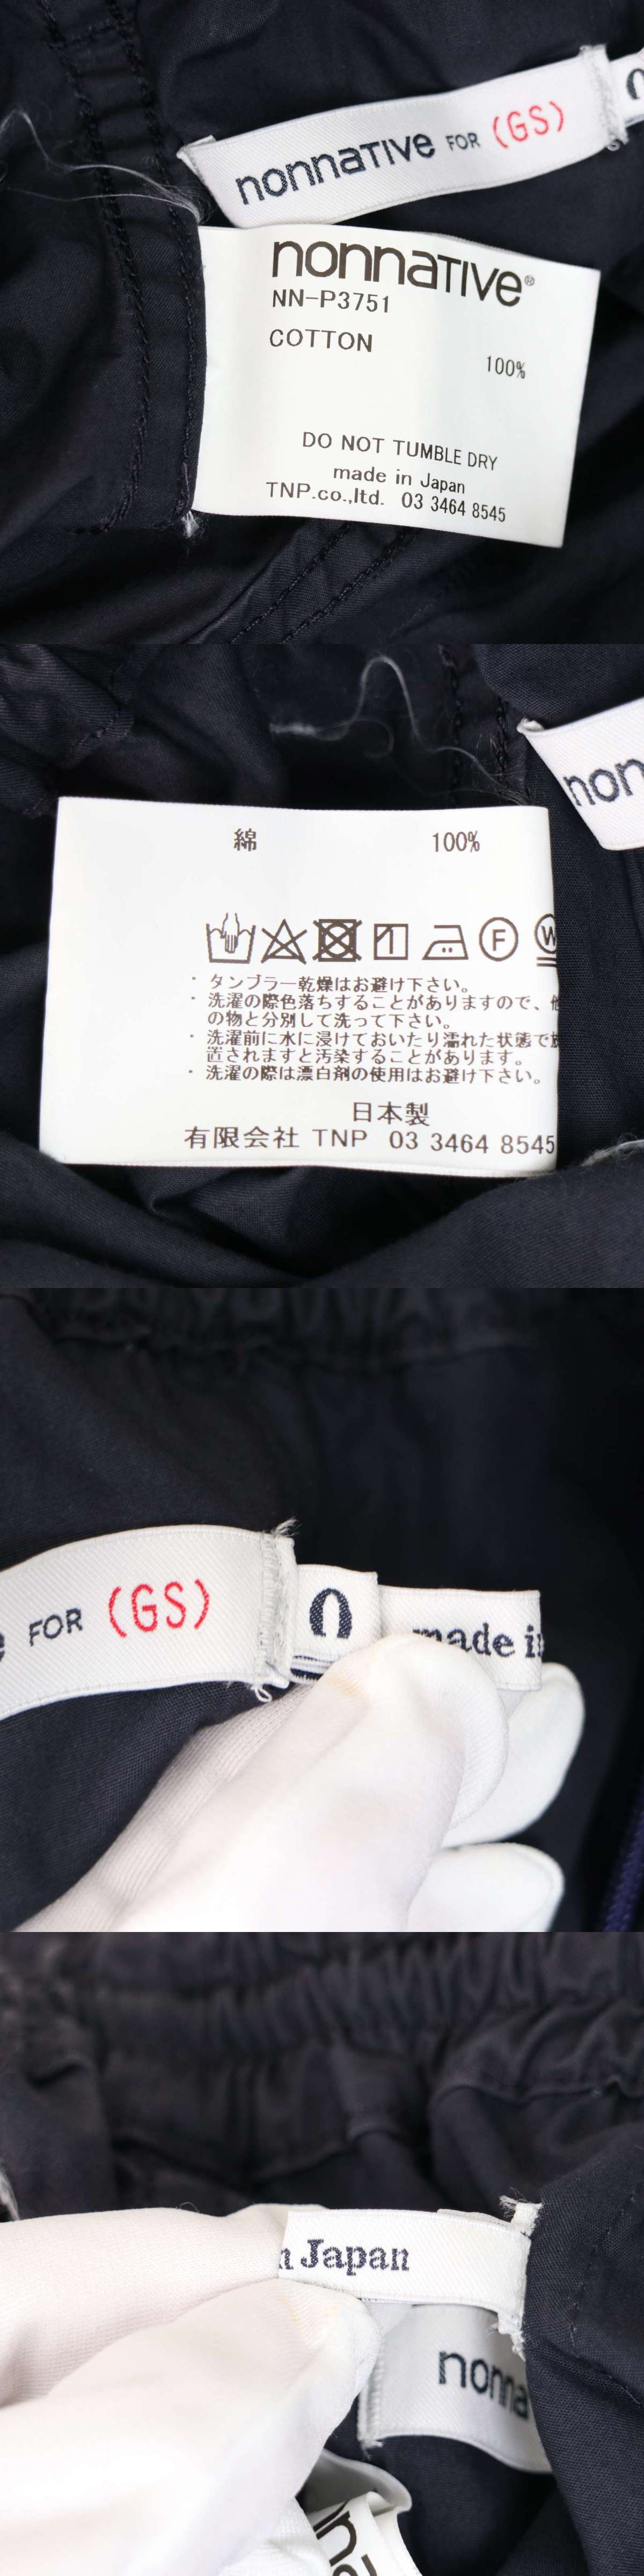 nonnative FOR (GS)
nonnative®
NN-P3751
COTTON
100%
DO NOT TUMBLE DRY
made in Japan
TNP.co.,ltd. 03 3464 8545
non
綿 100%
F W
・タンブラー乾燥はお避け下さい。
・洗濯の際色落ちすることがありますので、他
の物と分別して洗って下さい。
・洗濯前に水に浸けておいたり濡れた状態で放
置されますと汚染することがあります。
・洗濯の際は漂白剤の使用はお避け下さい。
日本製
有限会社 TNP 03 3464 8545
FOR (GS)
0
made in
Japan
nonna